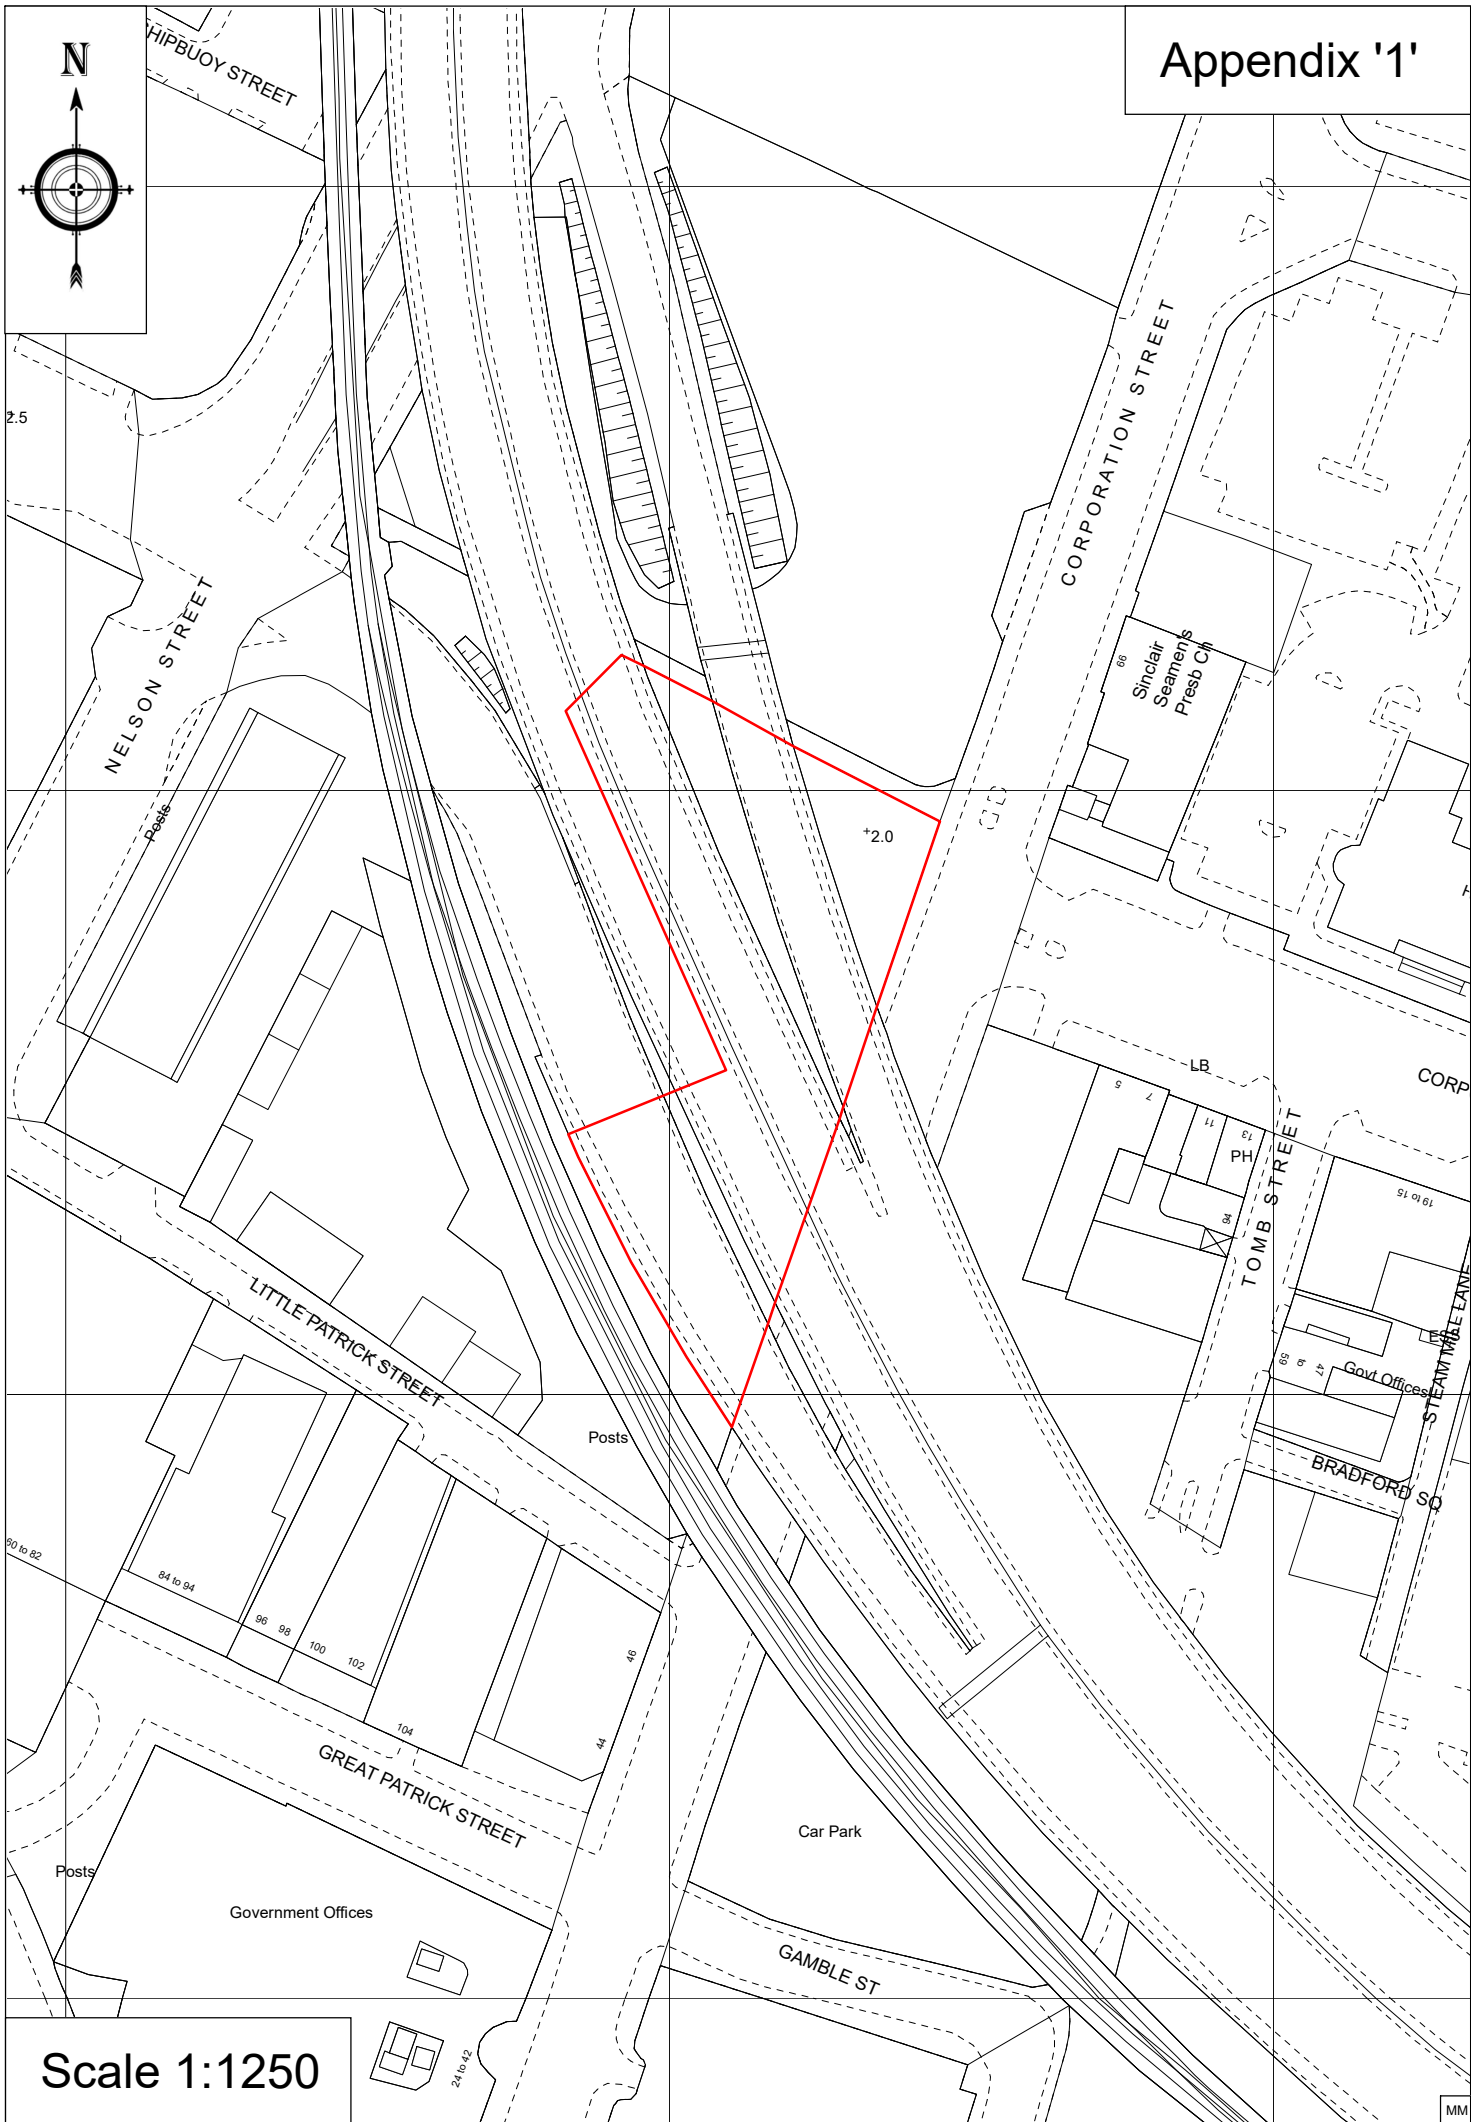 N
Appendix '1'
HIPBUOY STREET
2.5
CORPORATION STREET
NELSON STREET
66
Sinclair
Seamen's
Presb Ch
Posts
+2.0
LB
CORP
5
7
11
13
PH
94
TOMB STREET
19 to 15
STEAM MILL LANE
59
to
47
Govt Offices
BRADFORD SQ
LITTLE PATRICK STREET
Posts
60 to 82
84 to 94
96
98
100
102
104
46
44
GREAT PATRICK STREET
Car Park
Posts
Government Offices
GAMBLE ST
24 to 42
Scale 1:1250
MM